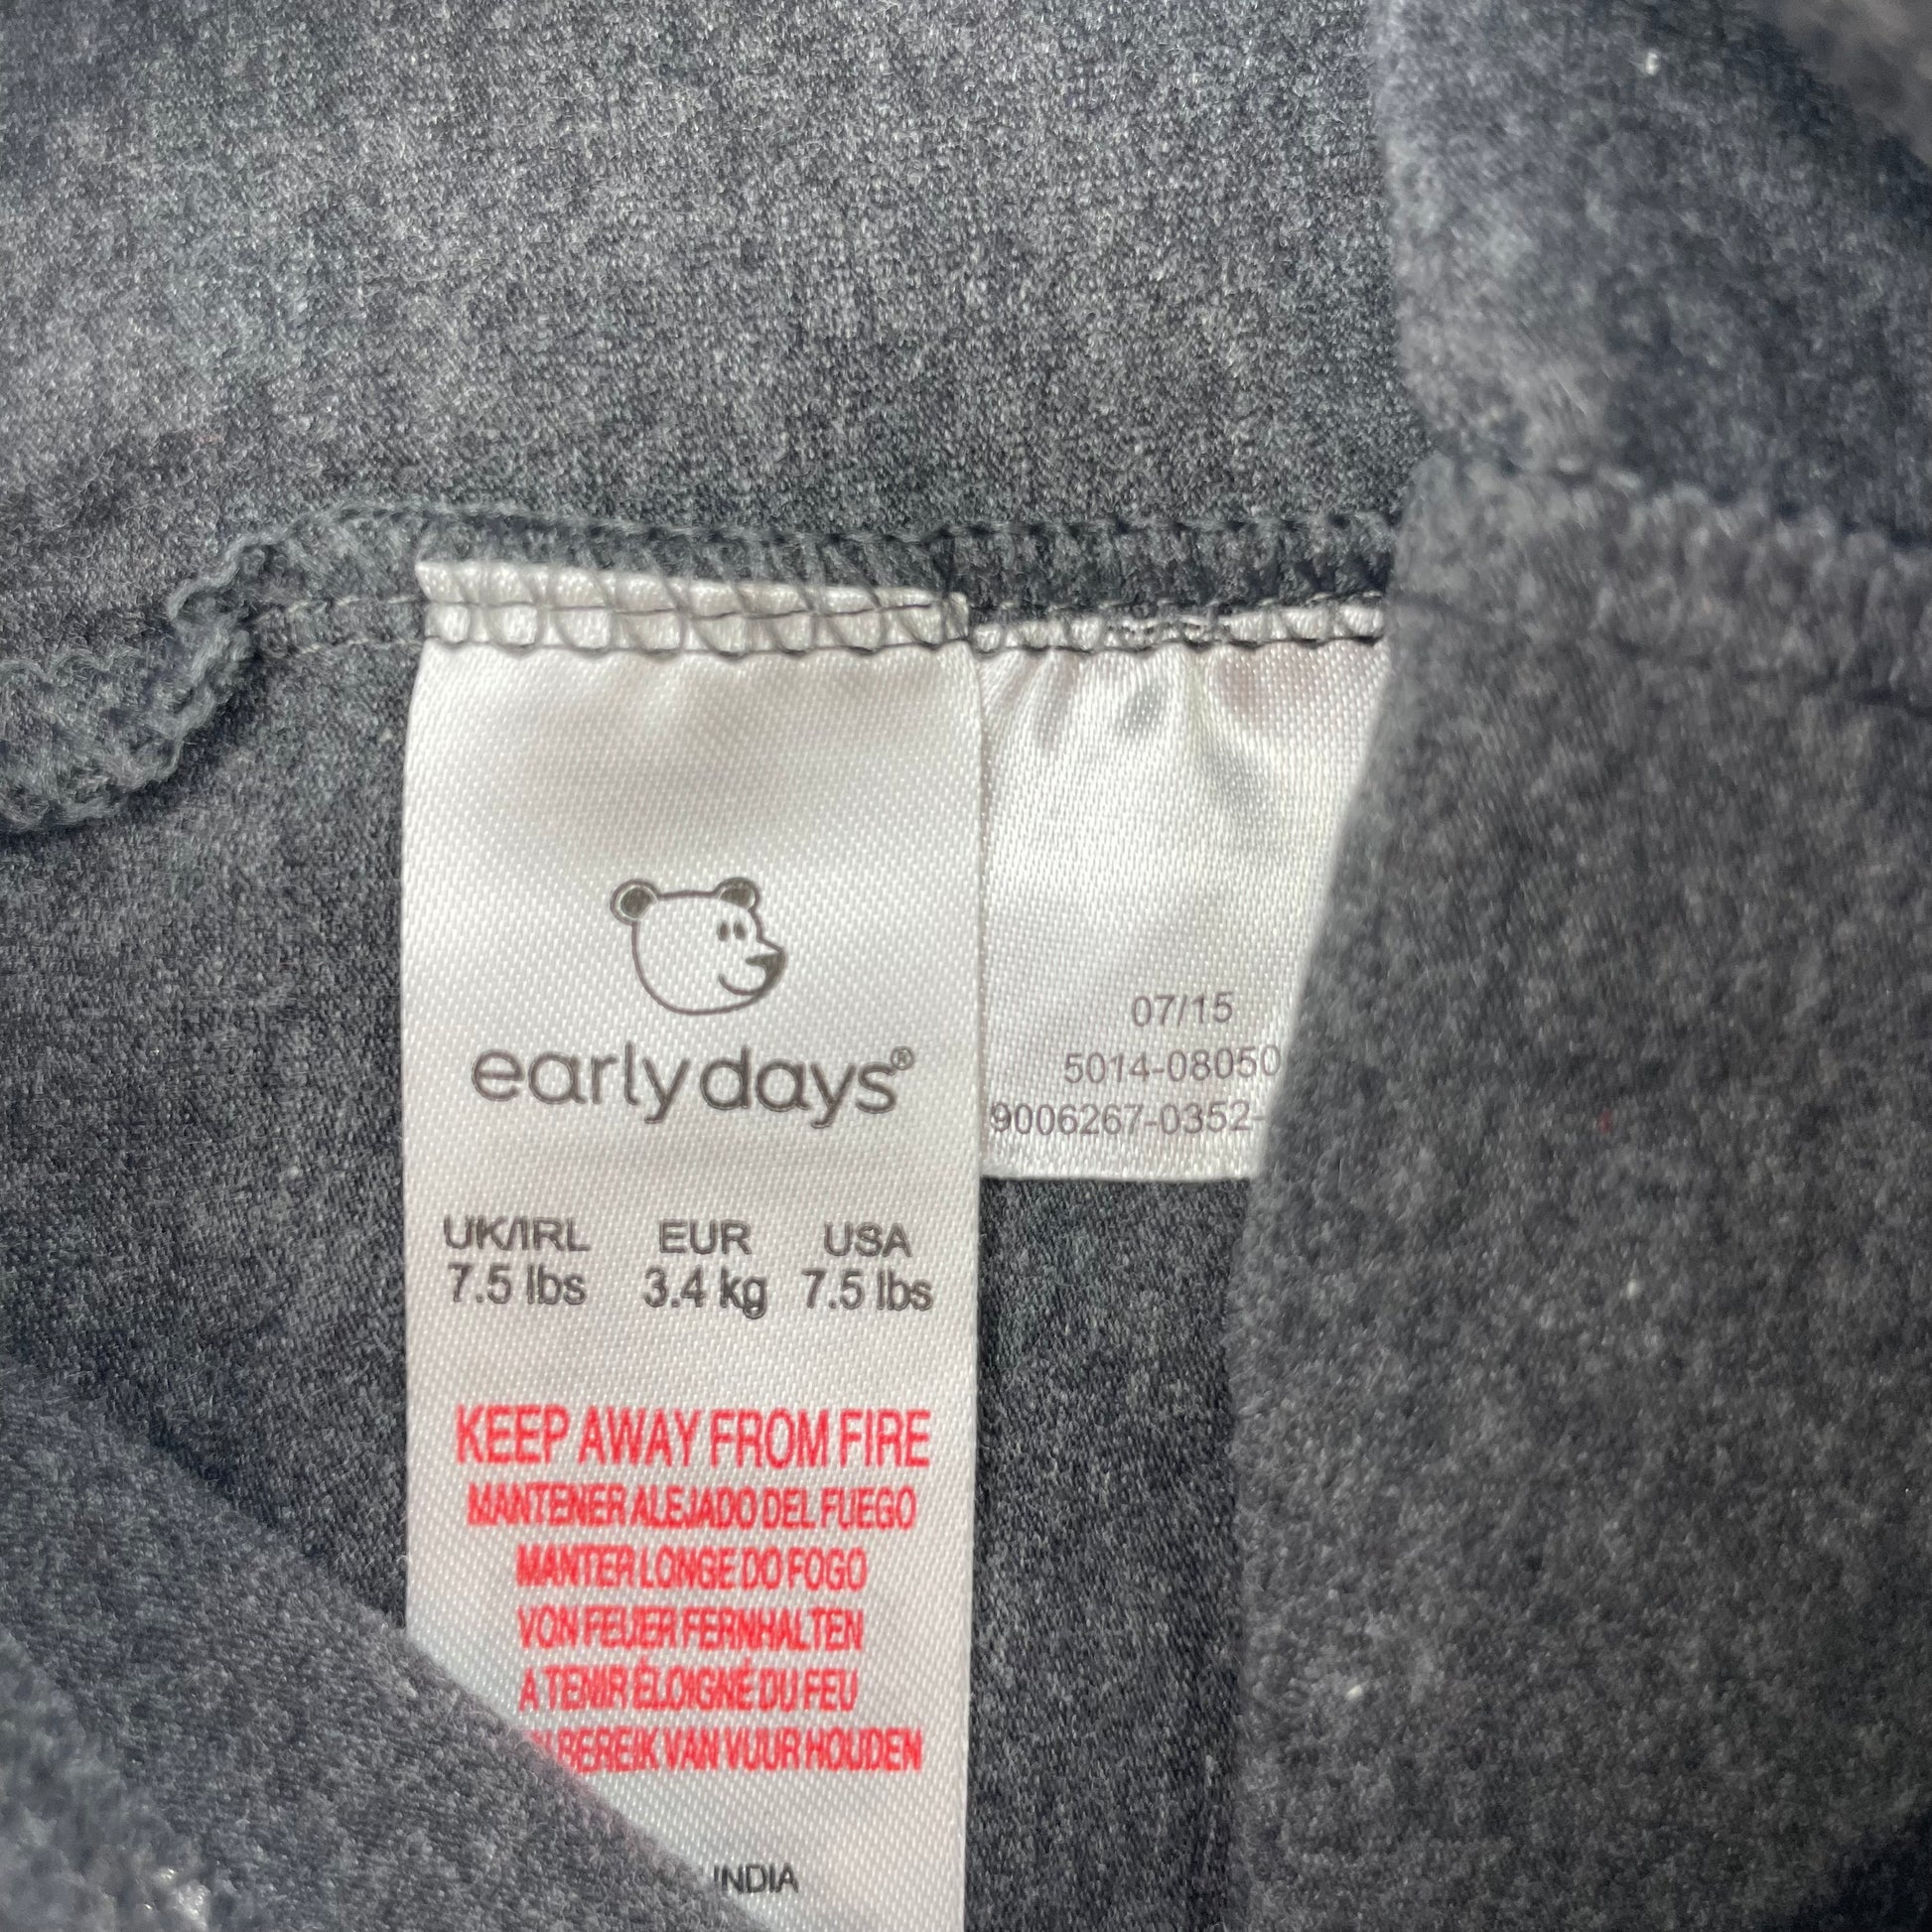 early days®
UK/IRL EUR USA
7.5 lbs 3.4 kg 7.5 lbs
KEEP AWAY FROM FIRE
MANTENER ALEJADO DEL FUEGO
MANTER LONGE DO FOGO
VON FEUER FERNHALTEN
A TENIR ÉLOIGNÉ DU FEU
BEREIK VAN VUUR HOUDEN
INDIA
07/15
5014-08050
9006267-0352-